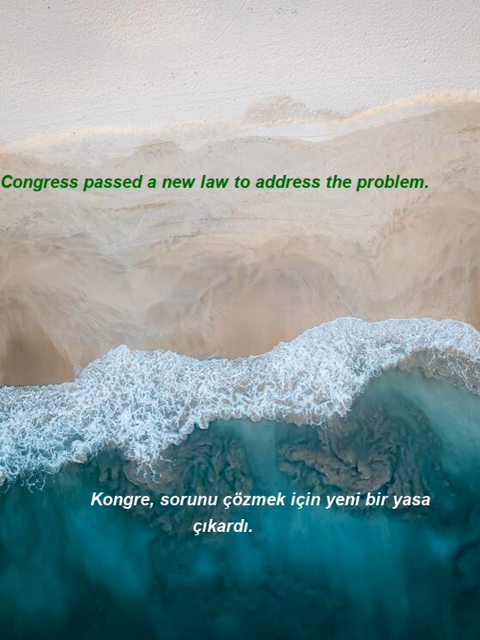 Congress passed a new law to address the problem.
Kongre, sorunu çözmek için yeni bir yasa
çıkardı.